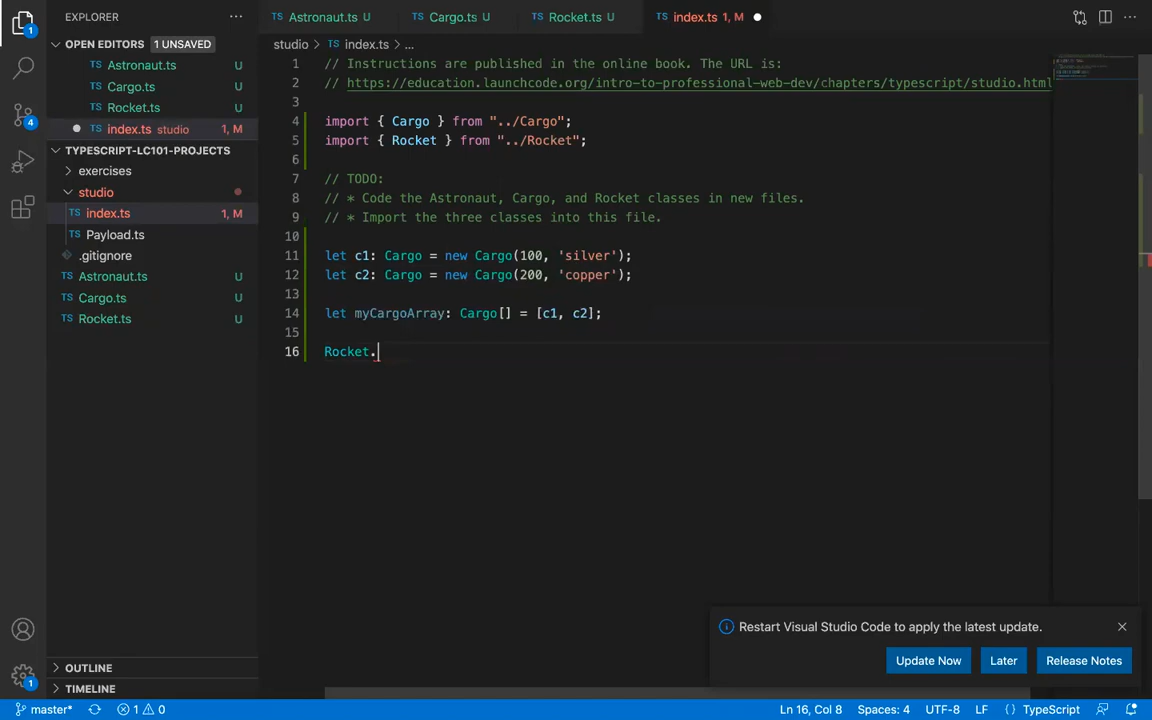 EXPLORER
Astronaut.ts U
Cargo.ts U
Rocket.ts U
index.ts 1, M
OPEN EDITORS 1 UNSAVED
Astronaut.ts U
Cargo.ts U
Rocket.ts U
index.ts studio 1, M
TYPESCRIPT-LC101-PROJECTS
exercises
studio
TS index.ts 1, M
TS Payload.ts
.gitignore
TS Astronaut.ts U
TS Cargo.ts U
TS Rocket.ts U
OUTLINE
TIMELINE
studio > TS index.ts > ...
1 // Instructions are published in the online book. The URL is:
2 // https://education.launchcode.org/intro-to-professional-web-dev/chapters/typescript/studio.html
3
4 import { Cargo } from "../Cargo";
5 import { Rocket } from "../Rocket";
6
7 // TODO:
8 // * Code the Astronaut, Cargo, and Rocket classes in new files.
9 // * Import the three classes into this file.
10
11 let c1: Cargo = new Cargo(100, 'silver');
12 let c2: Cargo = new Cargo(200, 'copper');
13
14 let myCargoArray: Cargo[] = [c1, c2];
15
16 Rocket.
Restart Visual Studio Code to apply the latest update.
Update Now Later Release Notes
master* 1 0 Ln 16, Col 8 Spaces: 4 UTF-8 LF {} TypeScript